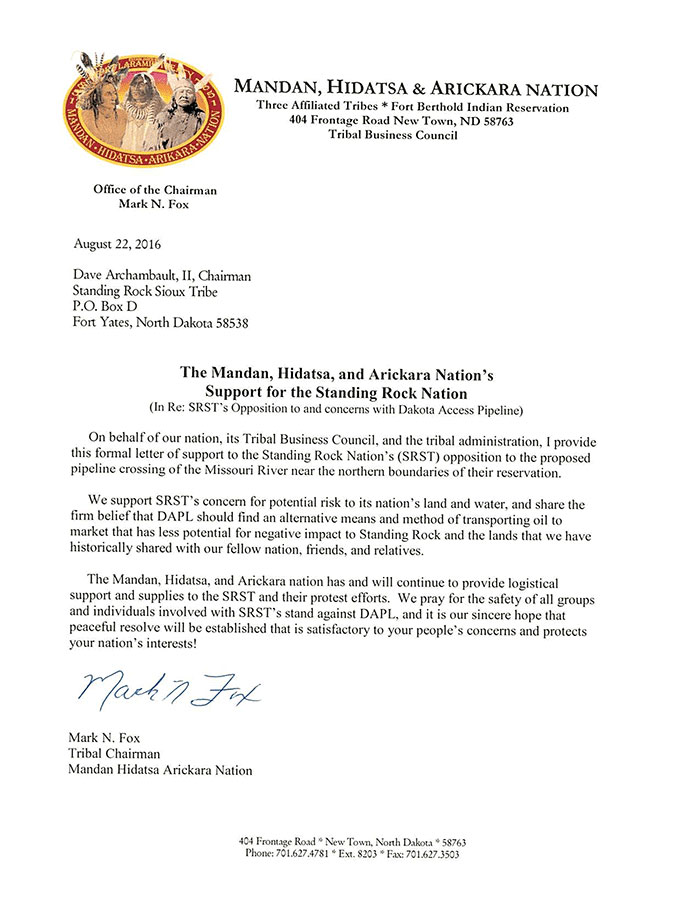 LARAMIE
MANDAN • HIDATSA • ARIKARA • NATION
MANDAN, HIDATSA & ARICKARA NATION
Three Affiliated Tribes * Fort Berthold Indian Reservation
404 Frontage Road New Town, ND 58763
Tribal Business Council
Office of the Chairman
Mark N. Fox
August 22, 2016
Dave Archambault, II, Chairman
Standing Rock Sioux Tribe
P.O. Box D
Fort Yates, North Dakota 58538
The Mandan, Hidatsa, and Arickara Nation's
Support for the Standing Rock Nation
(In Re: SRST's Opposition to and concerns with Dakota Access Pipeline)
On behalf of our nation, its Tribal Business Council, and the tribal administration, I provide
this formal letter of support to the Standing Rock Nation's (SRST) opposition to the proposed
pipeline crossing of the Missouri River near the northern boundaries of their reservation.
We support SRST's concern for potential risk to its nation's land and water, and share the
firm belief that DAPL should find an alternative means and method of transporting oil to
market that has less potential for negative impact to Standing Rock and the lands that we have
historically shared with our fellow nation, friends, and relatives.
The Mandan, Hidatsa, and Arickara nation has and will continue to provide logistical
support and supplies to the SRST and their protest efforts. We pray for the safety of all groups
and individuals involved with SRST's stand against DAPL, and it is our sincere hope that
peaceful resolve will be established that is satisfactory to your people's concerns and protects
your nation's interests!
Mark N Fox
Mark N. Fox
Tribal Chairman
Mandan Hidatsa Arickara Nation
404 Frontage Road * New Town, North Dakota * 58763
Phone: 701.627.4781 * Ext. 8203 * Fax: 701.627.3503